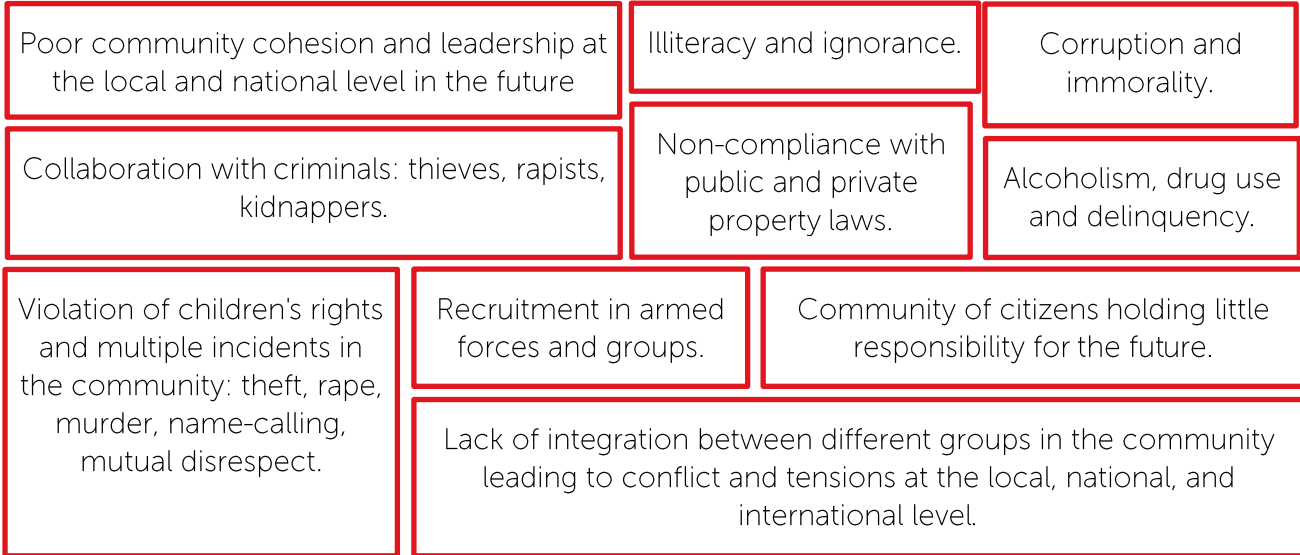 Poor community cohesion and leadership at
the local and national level in the future
Illiteracy and ignorance.
Corruption and
immorality.
Collaboration with criminals: thieves, rapists,
kidnappers.
Non-compliance with
public and private
property laws.
Alcoholism, drug use
and delinquency.
Violation of children's rights
and multiple incidents in
the community: theft, rape,
murder, name-calling,
mutual disrespect.
Recruitment in armed
forces and groups.
Community of citizens holding little
responsibility for the future.
Lack of integration between different groups in the community
leading to conflict and tensions at the local, national, and
international level.